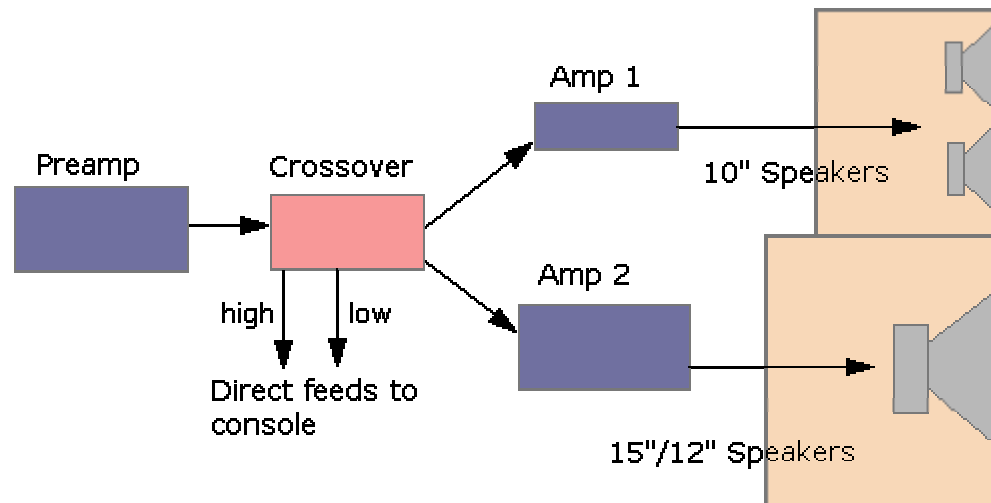 Amp 1
Preamp
Crossover
10" Speakers
Amp 2
high
low
Direct feeds to
console
15"/12" Speakers